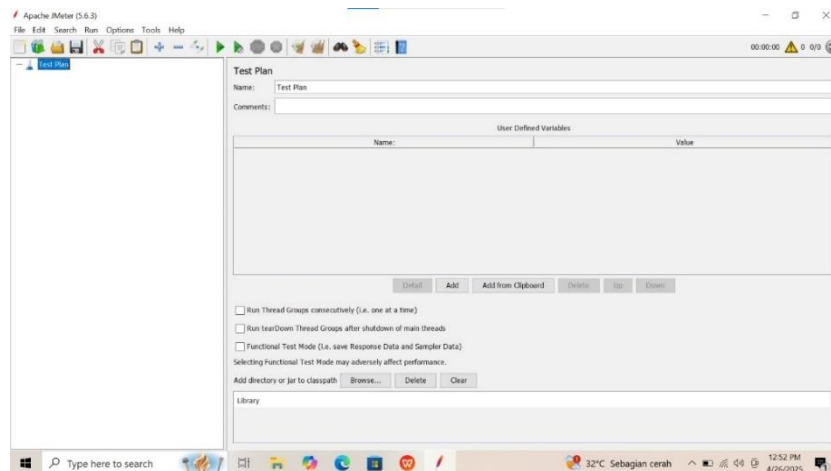 Apache JMeter (5.6.3)
File Edit Search Run Options Tools Help
00:00:00 0 0/0
Test Plan
Test Plan
Name: Test Plan
Comments:
User Defined Variables
Name: Value
Detail Add Add from Clipboard Delete Up Down
Run Thread Groups consecutively (i.e. one at a time)
Run tearDown Thread Groups after shutdown of main threads
Functional Test Mode (i.e. save Response Data and Sampler Data)
Selecting Functional Test Mode may adversely affect performance.
Add directory or jar to classpath Browse... Delete Clear
Library
Type here to search 32°C Sebagian cerah 12:52 PM
4/26/2025